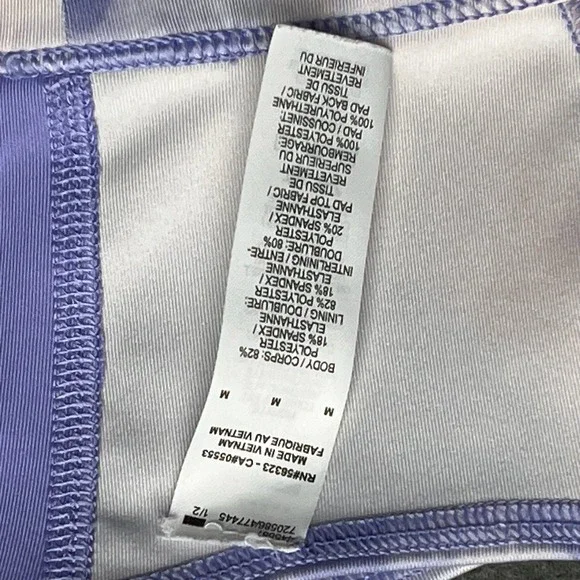 1/2
720586/477445
RN#58323 - CA#05553
MADE IN VIETNAM
FABRIQUE AU VIETNAM
M M M
BODY / CORPS: 82%
POLYESTER
18% SPANDEX /
ELASTHANNE
LINING / DOUBLURE:
82% POLYESTER
18% SPANDEX /
ELASTHANNE
INTERLINING / ENTRE-
DOUBLURE: 80%
POLYESTER
20% SPANDEX /
ELASTHANNE
PAD TOP FABRIC /
TISSU DE
REVETEMENT
SUPERIEUR DU
REMBOURRAGE:
100% POLYESTER
PAD / COUSSINET:
100% POLYURETHANE
PAD BACK FABRIC /
TISSU DE
REVETEMENT
INFERIEUR DU